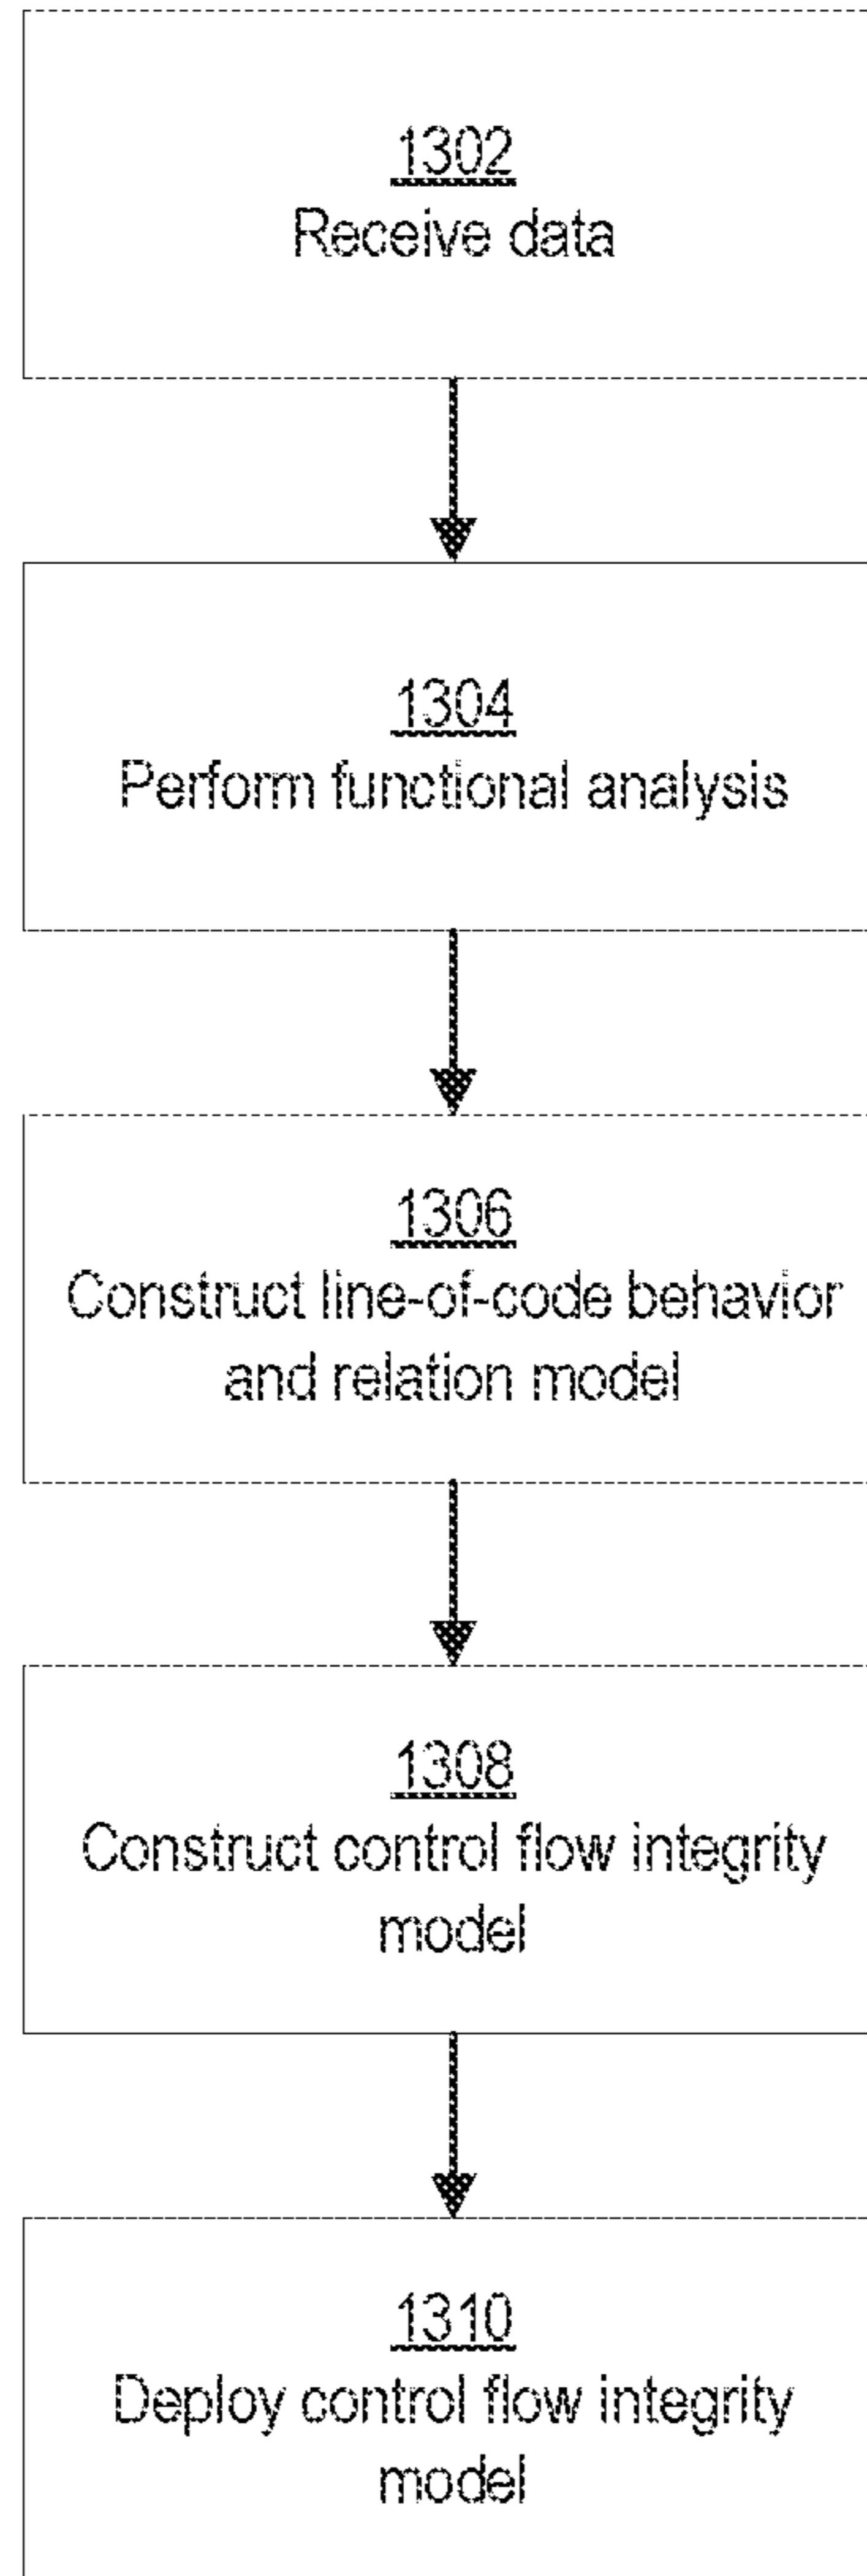 1302
Receive data
1304
Perform functional analysis
1306
Construct line-of-code behavior
and relation model
1308
Construct control flow integrity
model
1310
Deploy control flow integrity
model